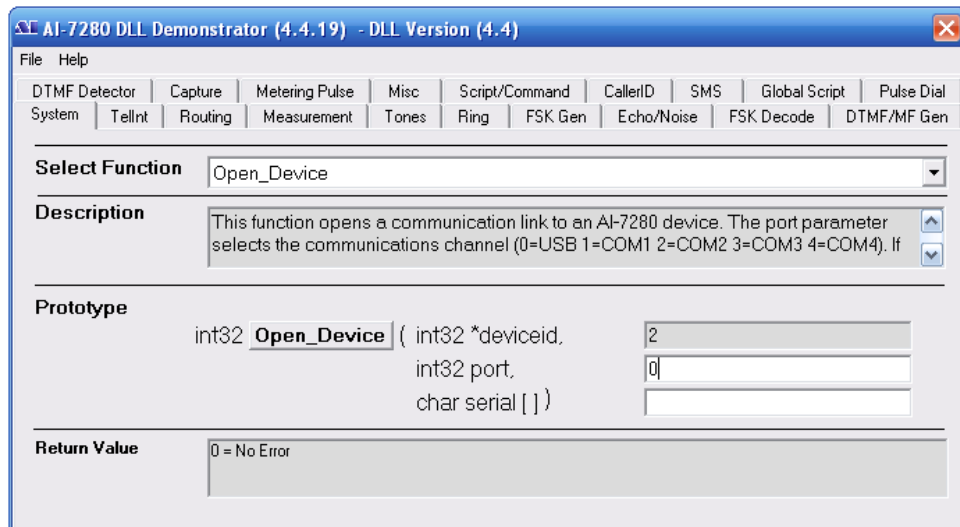 AI-7280 DLL Demonstrator (4.4.19) - DLL Version (4.4)
File Help
DTMF Detector Capture Metering Pulse Misc Script/Command CallerID SMS Global Script Pulse Dial
System TelInt Routing Measurement Tones Ring FSK Gen Echo/Noise FSK Decode DTMF/MF Gen
Select Function Open_Device
Description
This function opens a communication link to an AI-7280 device. The port parameter
selects the communications channel (0=USB 1=COM1 2=COM2 3=COM3 4=COM4). If
Prototype
int32 Open_Device ( int32 *deviceid, 2
int32 port, 0
char serial [ ] )
Return Value 0 = No Error